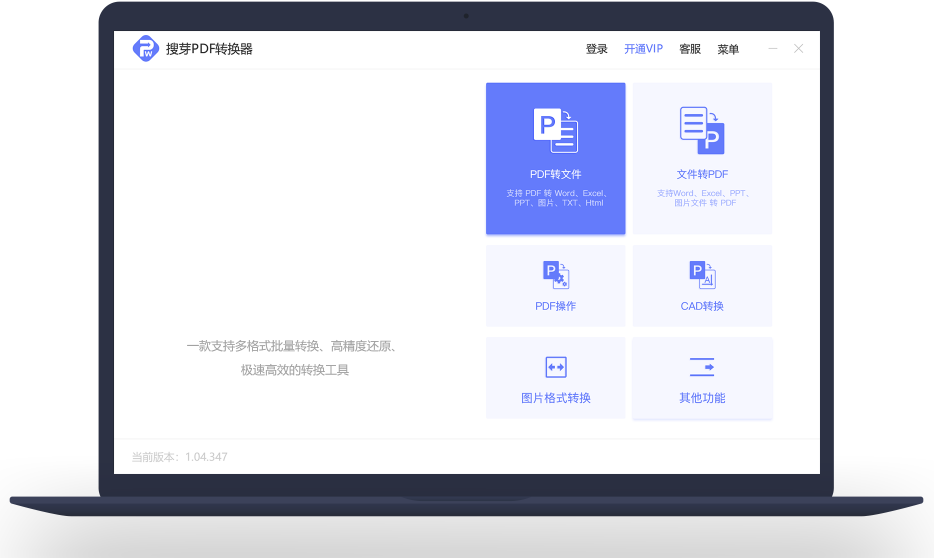 搜芽PDF转换器
登录 开通VIP 客服 菜单
P
PDF转文件
支持 PDF 转 Word、Excel、
PPT、图片、TXT、Html
P
文件转PDF
支持Word、Excel、PPT、
图片文件 转 PDF
P
PDF操作
P
A
CAD转换
一款支持多格式批量转换、高精度还原、
极速高效的转换工具
图片格式转换
其他功能
当前版本：1.04.347